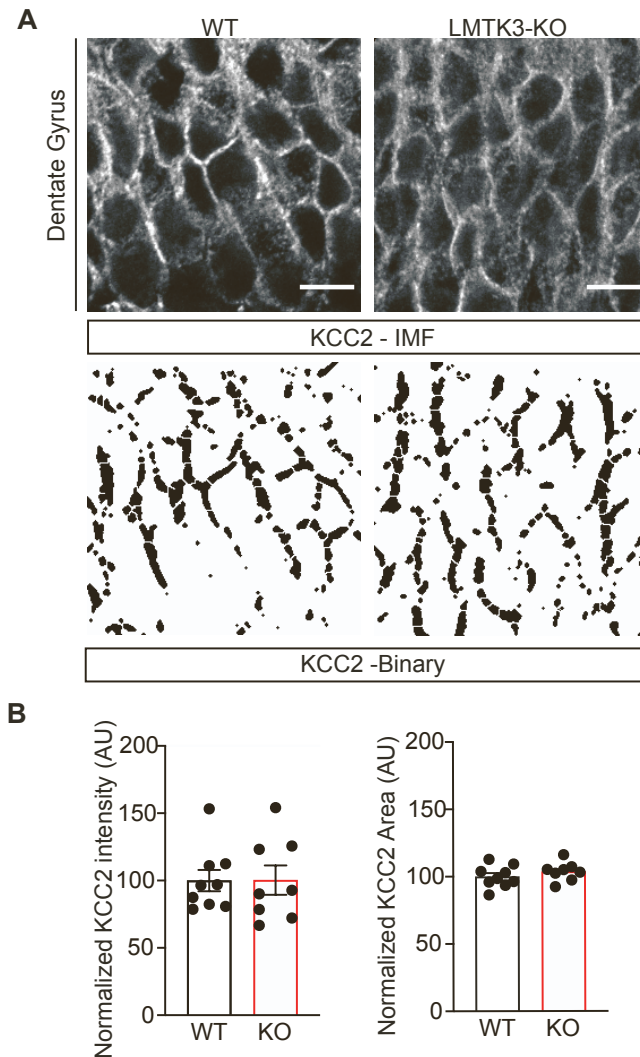 A
WT
LMTK3-KO
Dentate Gyrus
KCC2 - IMF
KCC2 -Binary
B
Normalized KCC2 intensity (AU)
200
150
100
50
0
WT
KO
Normalized KCC2 Area (AU)
200
150
100
50
0
WT
KO